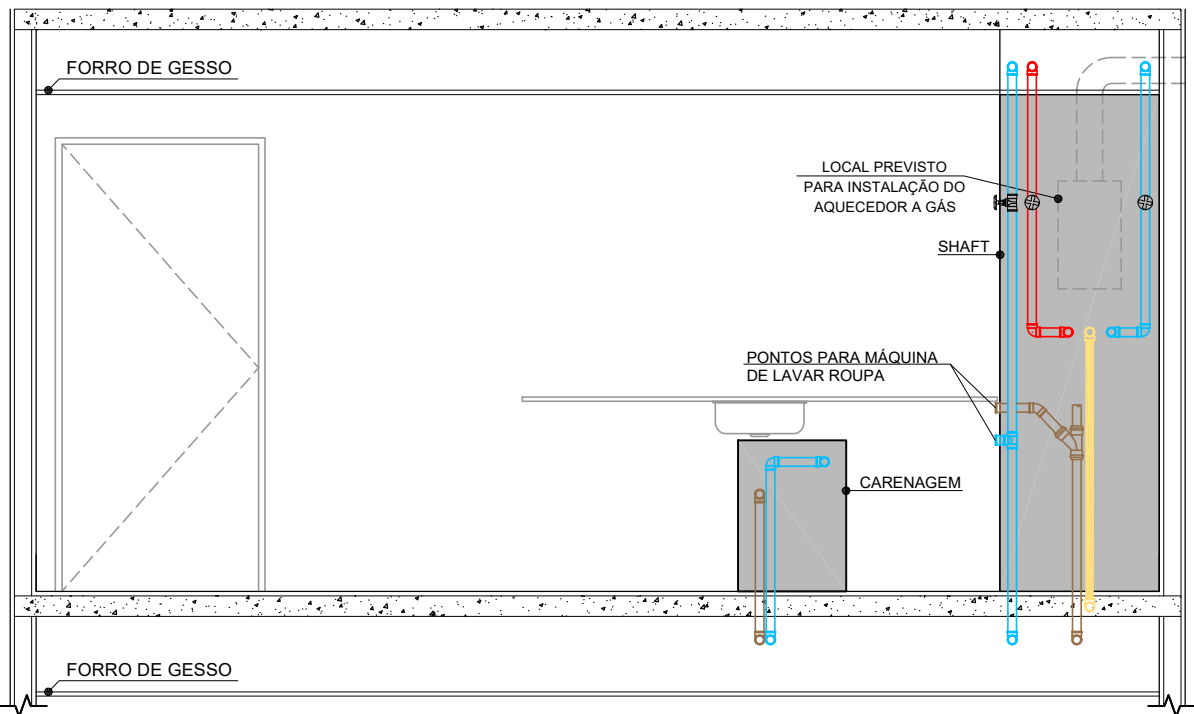 FORRO DE GESSO
LOCAL PREVISTO
PARA INSTALAÇÃO DO
AQUECEDOR A GÁS
SHAFT
PONTOS PARA MÁQUINA
DE LAVAR ROUPA
CARENAGEM
FORRO DE GESSO